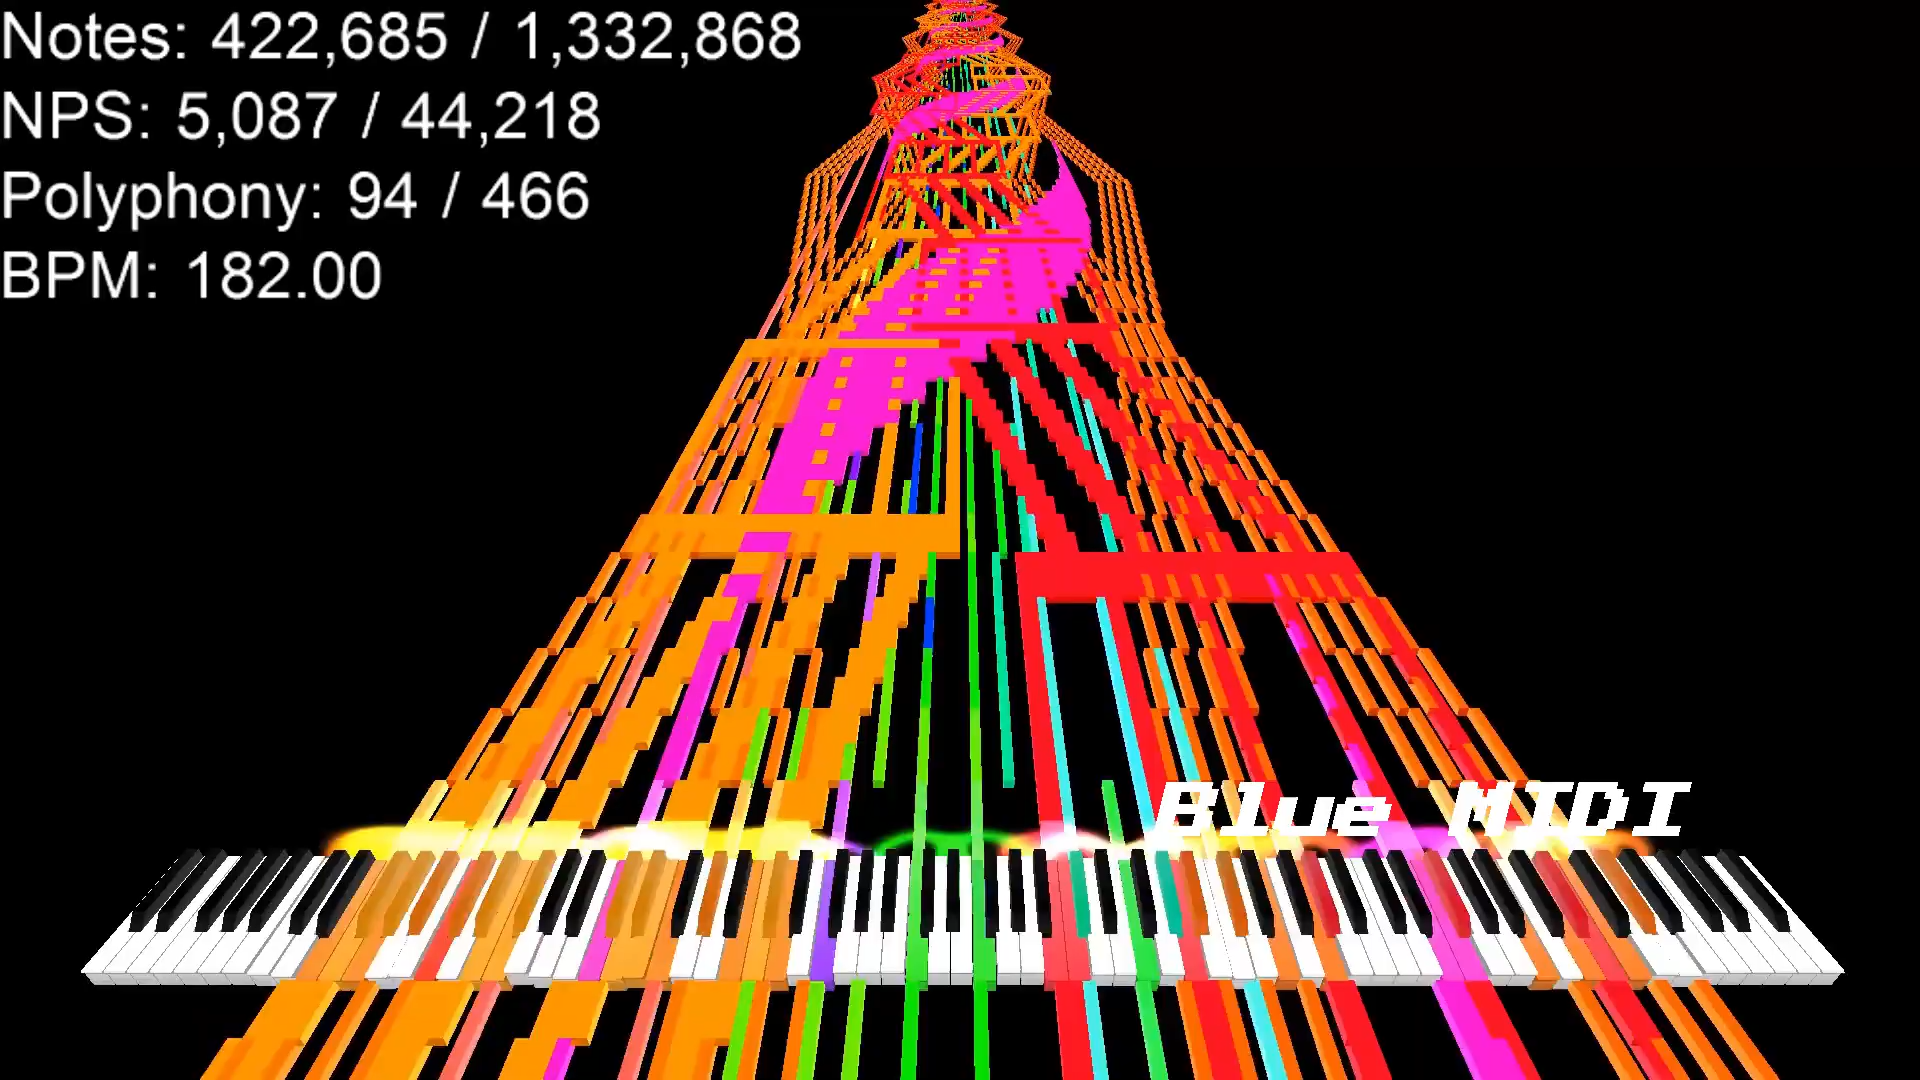 Notes: 422,685 / 1,332,868
NPS: 5,087 / 44,218
Polyphony: 94 / 466
BPM: 182.00
Blue MIDI